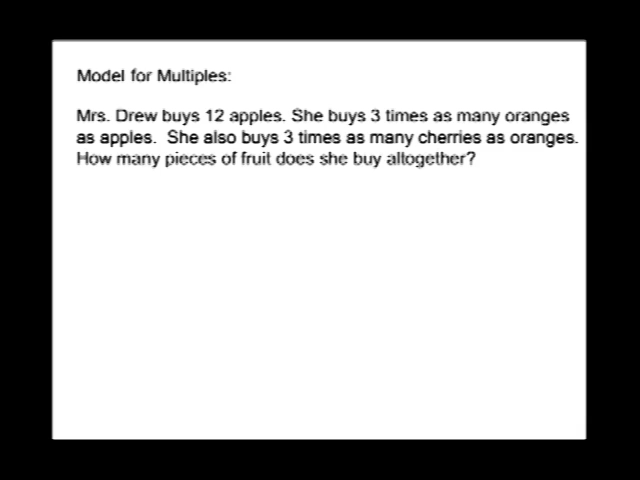 Model for Multiples:
Mrs. Drew buys 12 apples. She buys 3 times as many oranges
as apples.  She also buys 3 times as many cherries as oranges.
How many pieces of fruit does she buy altogether?